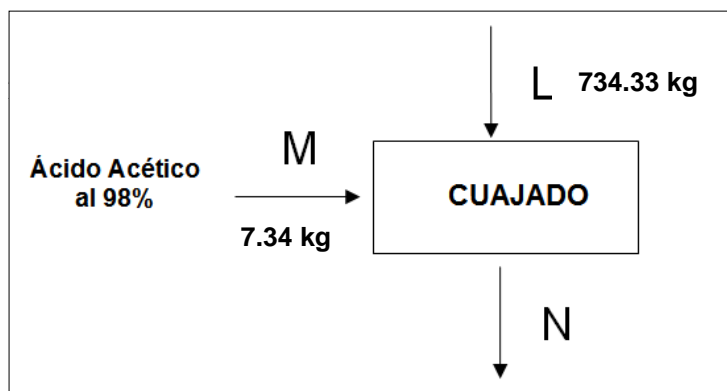 L 734.33 kg
M
Ácido Acético
al 98%
CUAJADO
7.34 kg
N